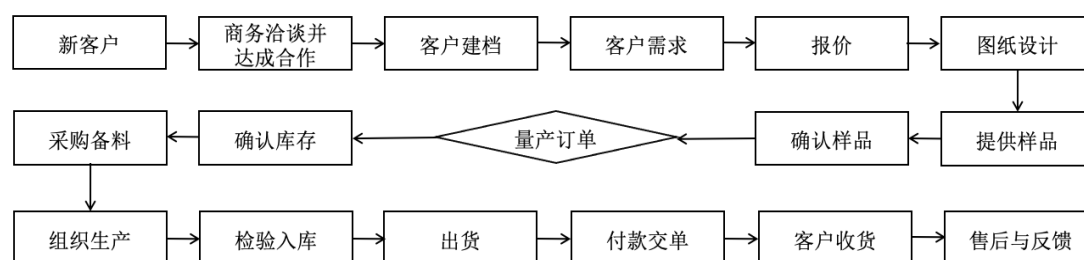 新客户
商务洽谈并
达成合作
客户建档
客户需求
报价
图纸设计
提供样品
确认样品
量产订单
确认库存
采购备料
组织生产
检验入库
出货
付款交单
客户收货
售后与反馈